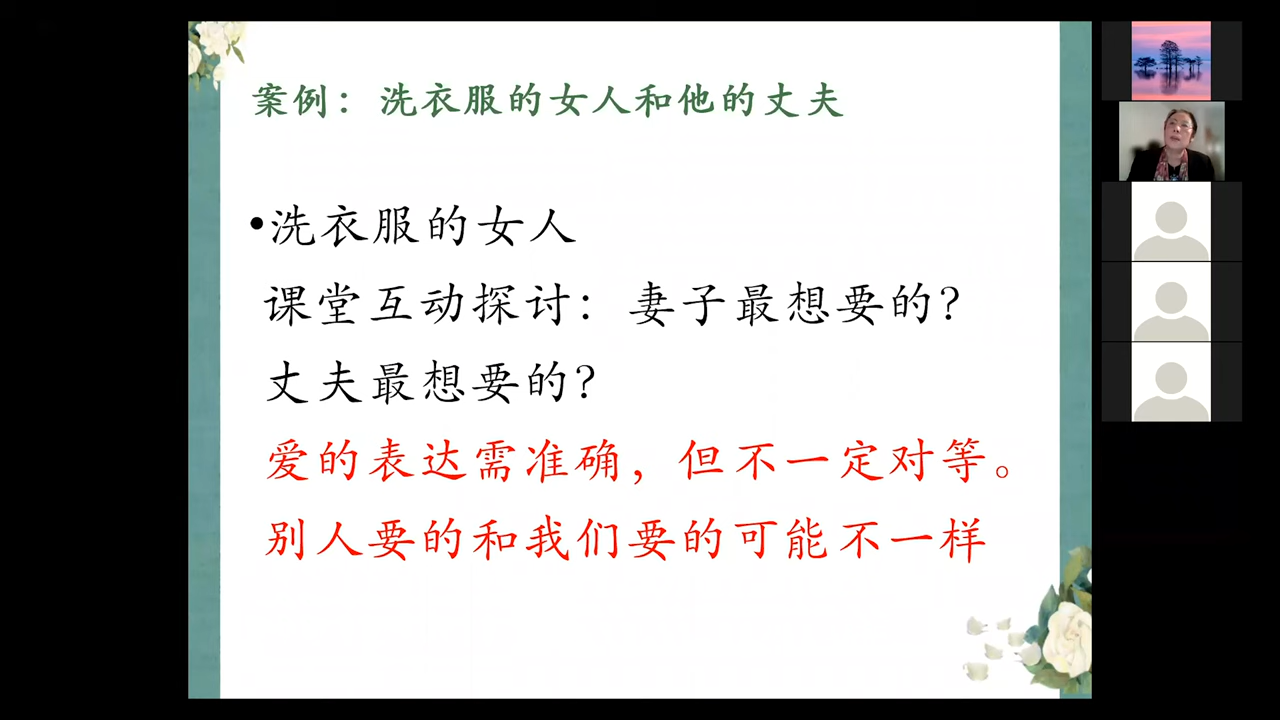 案例：洗衣服的女人和他的丈夫
•洗衣服的女人
课堂互动探讨：妻子最想要的？
丈夫最想要的？
爱的表达需准确，但不一定对等。
别人要的和我们要的可能不一样